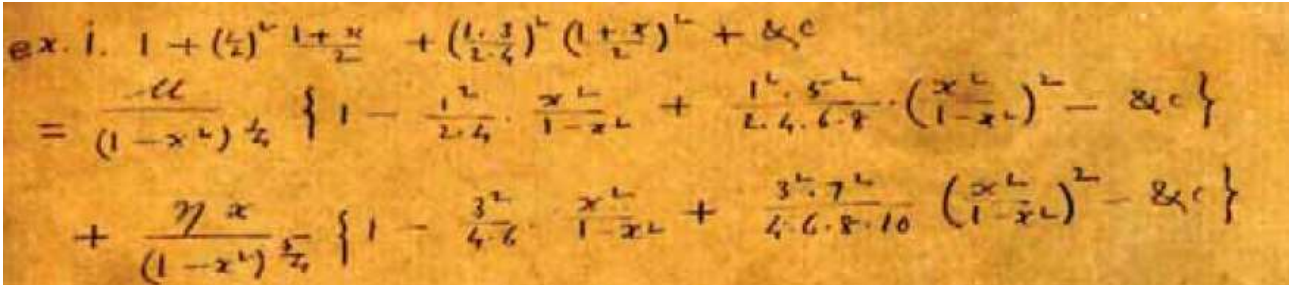 ex. i. 1 + (1/2)² (1+x)/2 + (1·3/2·4)² ((1+x)/2)² + &c
= μ/(1-x²)^{1/4} { 1 - 1²/2·4 · x²/(1-x²) + 1²·5²/2·4·6·8 · (x²/(1-x²))² - &c }
+ ηx/(1-x²)^{3/4} { 1 - 3²/4·6 · x²/(1-x²) + 3²·7²/4·6·8·10 (x²/(1-x²))² - &c }